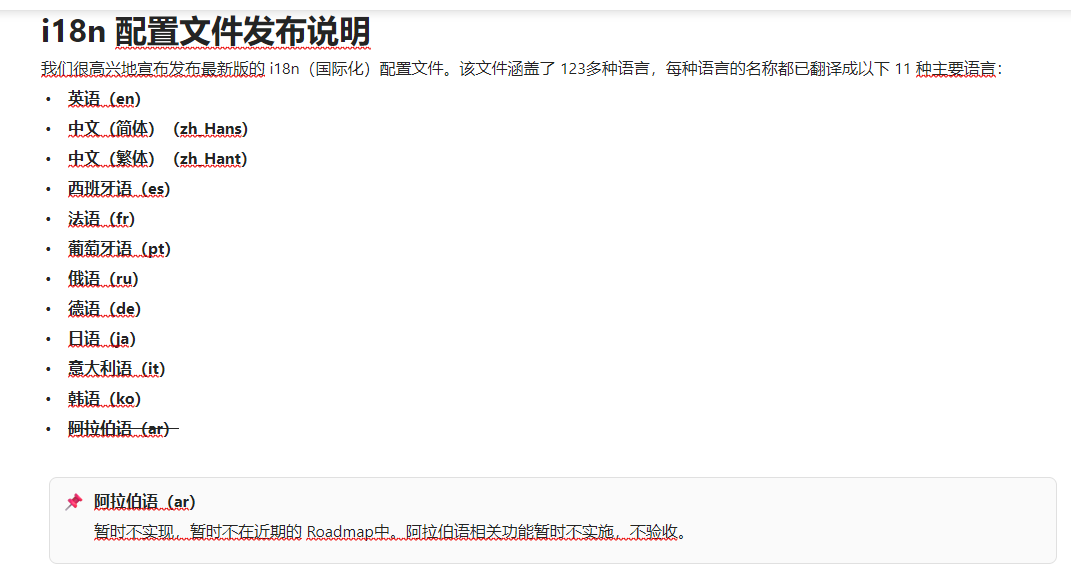 i18n 配置文件发布说明
我们很高兴地宣布发布最新版的 i18n（国际化）配置文件。该文件涵盖了 123多种语言，每种语言的名称都已翻译成以下 11 种主要语言：
• 英语（en）
• 中文（简体）（zh_Hans）
• 中文（繁体）（zh_Hant）
• 西班牙语（es）
• 法语（fr）
• 葡萄牙语（pt）
• 俄语（ru）
• 德语（de）
• 日语（ja）
• 意大利语（it）
• 韩语（ko）
• 阿拉伯语（ar）
阿拉伯语（ar）
暂时不实现，暂时不在近期的 Roadmap中。阿拉伯语相关功能暂时不实施，不验收。